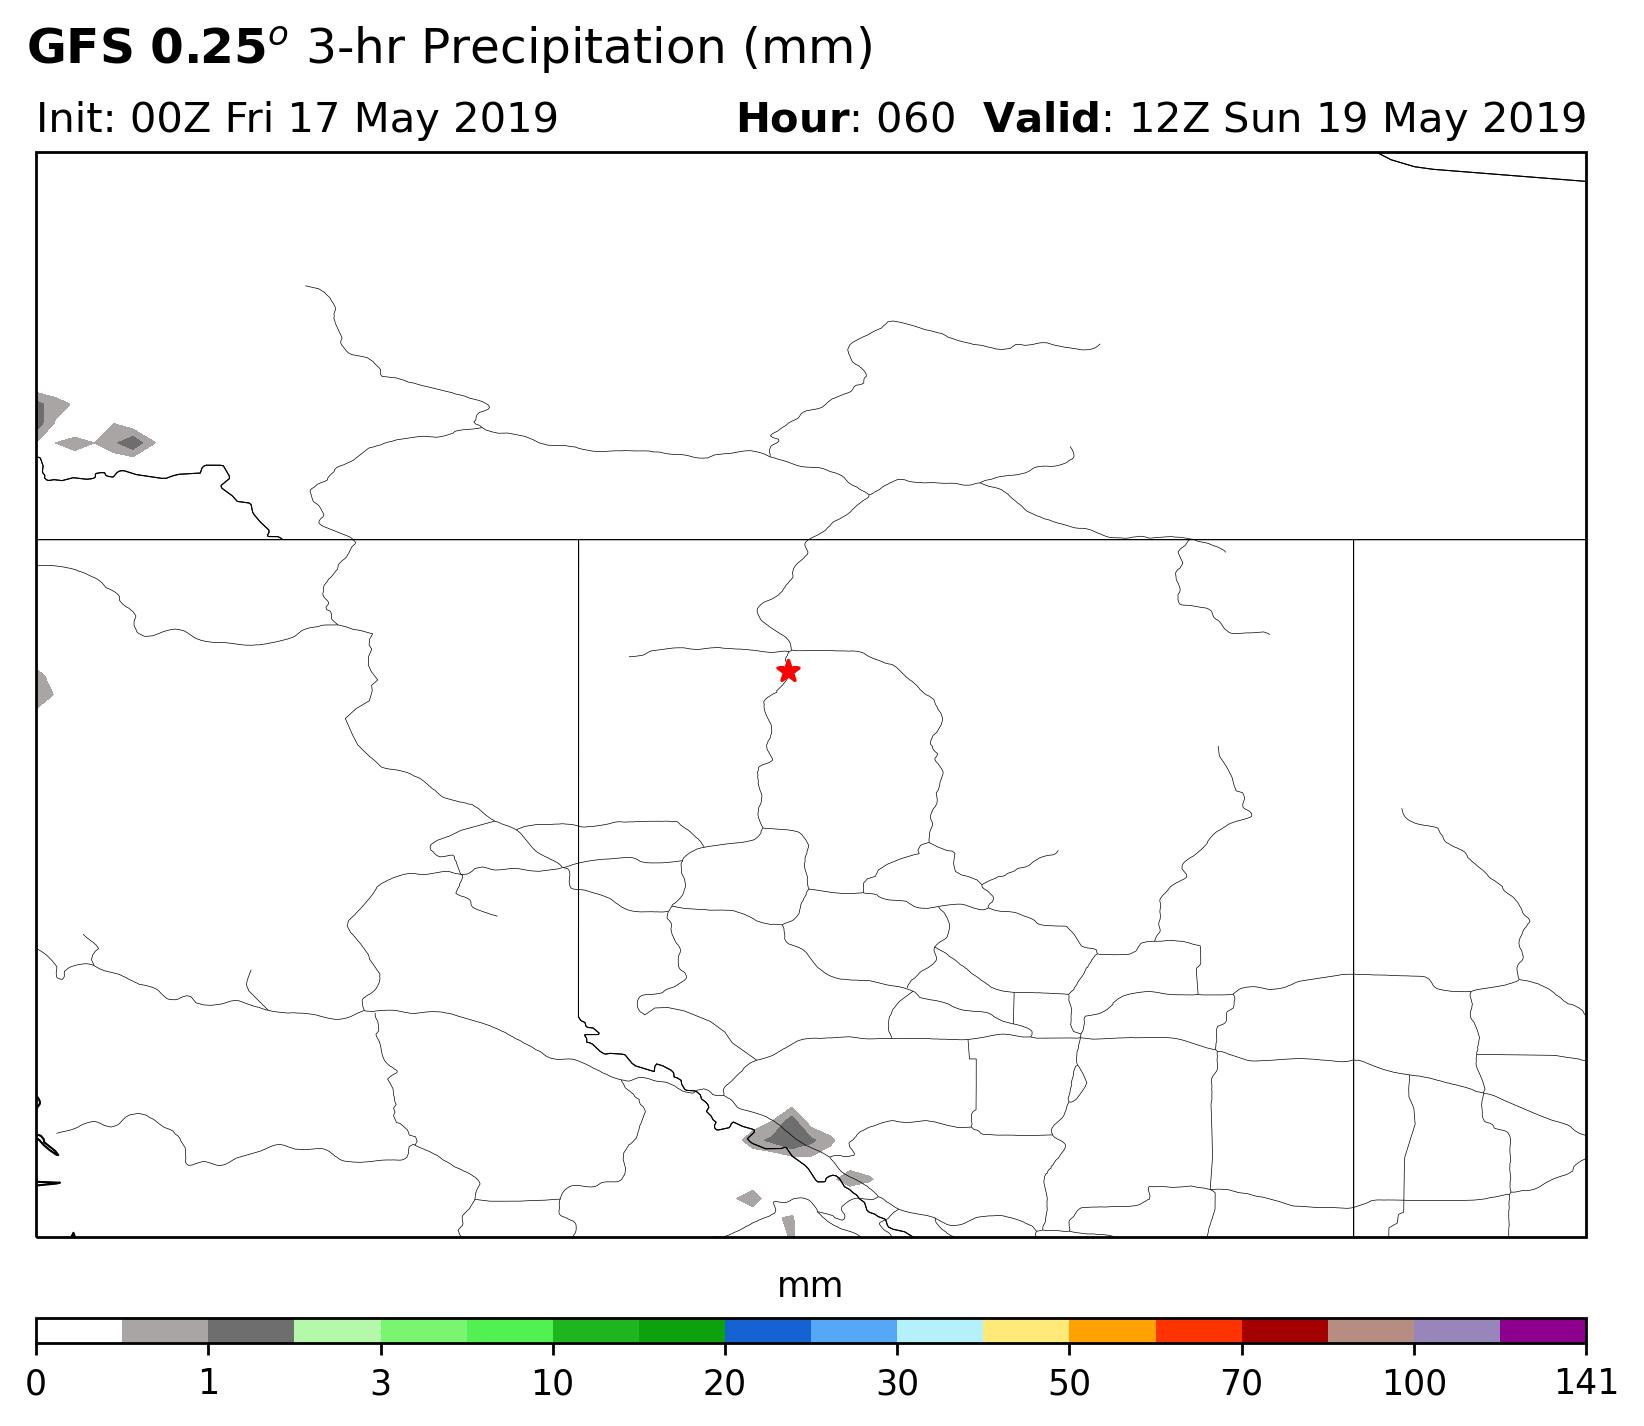 GFS 0.25° 3-hr Precipitation (mm)
Init: 00Z Fri 17 May 2019 Hour: 060 Valid: 12Z Sun 19 May 2019
mm
0 1 3 10 20 30 50 70 100 141